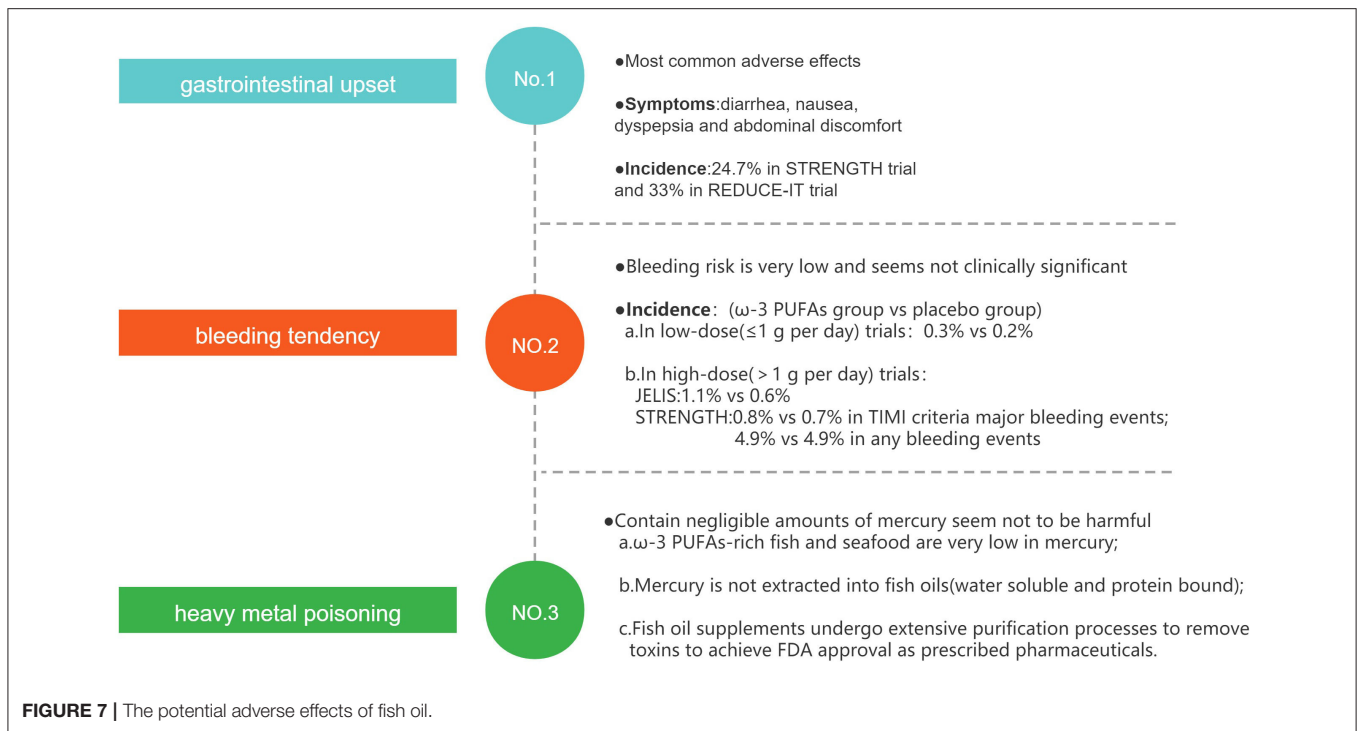 gastrointestinal upset
No.1
●Most common adverse effects
●Symptoms:diarrhea, nausea,
dyspepsia and abdominal discomfort
●Incidence:24.7% in STRENGTH trial
and 33% in REDUCE-IT trial
bleeding tendency
NO.2
●Bleeding risk is very low and seems not clinically significant
●Incidence: (ω-3 PUFAs group vs placebo group)
a.In low-dose(≤1 g per day) trials: 0.3% vs 0.2%
b.In high-dose(>1 g per day) trials:
JELIS:1.1% vs 0.6%
STRENGTH:0.8% vs 0.7% in TIMI criteria major bleeding events;
4.9% vs 4.9% in any bleeding events
heavy metal poisoning
NO.3
●Contain negligible amounts of mercury seem not to be harmful
a.ω-3 PUFAs-rich fish and seafood are very low in mercury;
b.Mercury is not extracted into fish oils(water soluble and protein bound);
c.Fish oil supplements undergo extensive purification processes to remove
toxins to achieve FDA approval as prescribed pharmaceuticals.
FIGURE 7 | The potential adverse effects of fish oil.